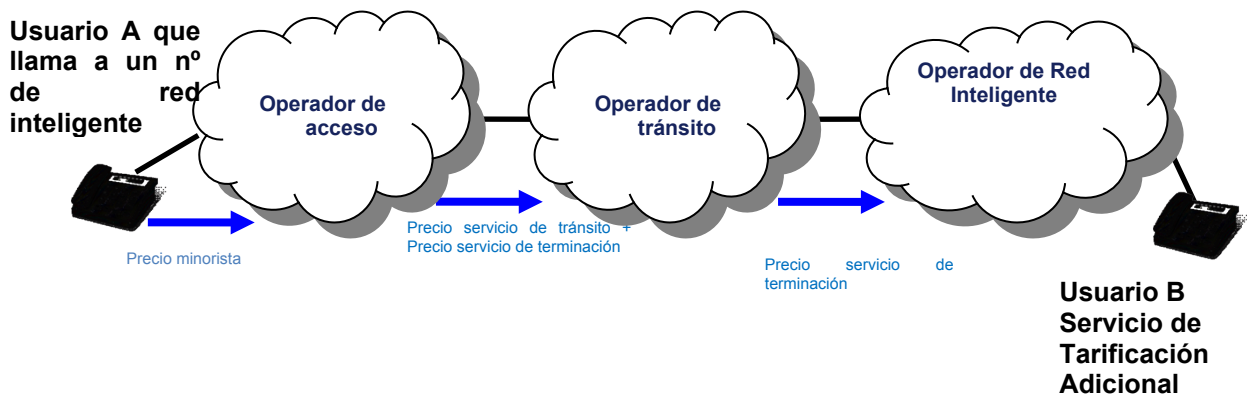 Usuario A que
llama a un nº
de red
inteligente
Operador de
acceso
Operador de
tránsito
Operador de Red
Inteligente
Precio minorista
Precio servicio de tránsito +
Precio servicio de terminación
Precio servicio de
terminación
Usuario B
Servicio de
Tarificación
Adicional